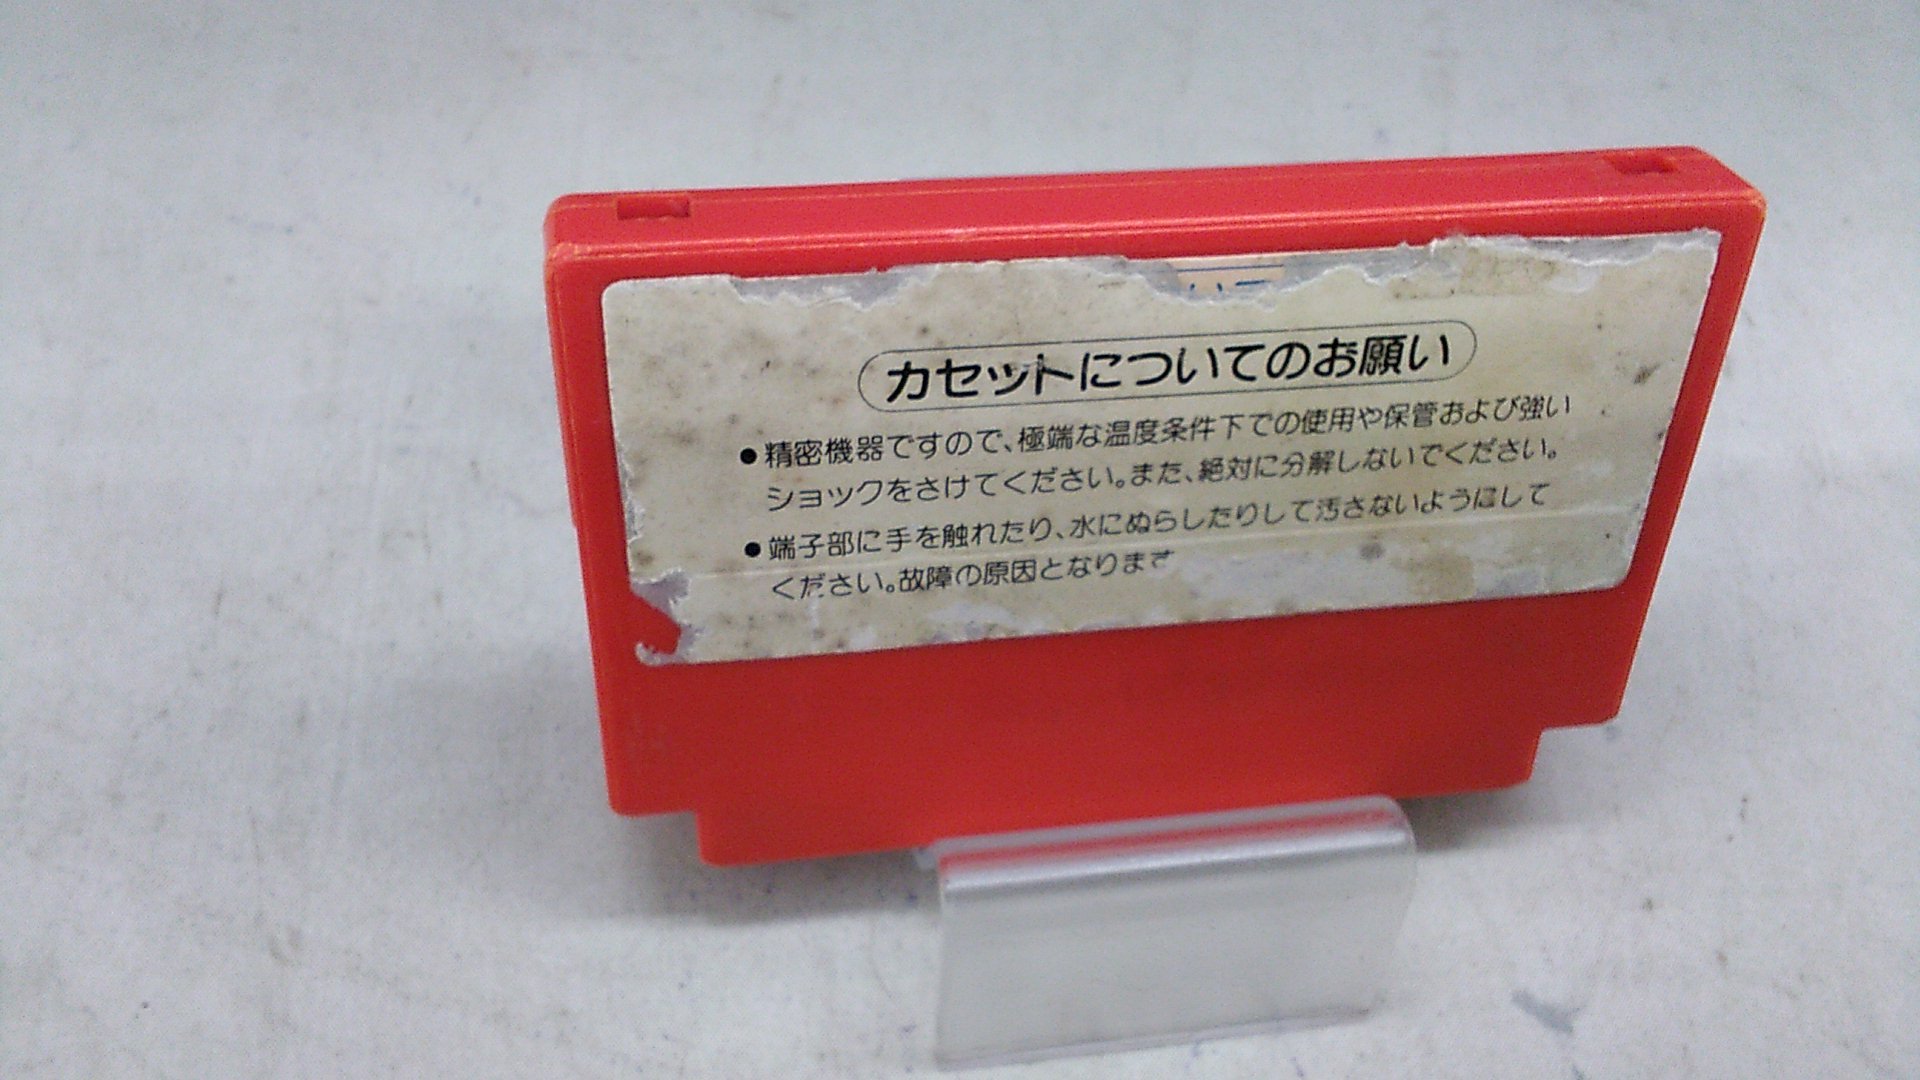 カセットについてのお願い
●精密機器ですので、極端な温度条件下での使用や保管および強い
ショックをさけてください。また、絶対に分解しないでください。
●端子部に手を触れたり、水にぬらしたりして汚さないようにして
ください。故障の原因となります